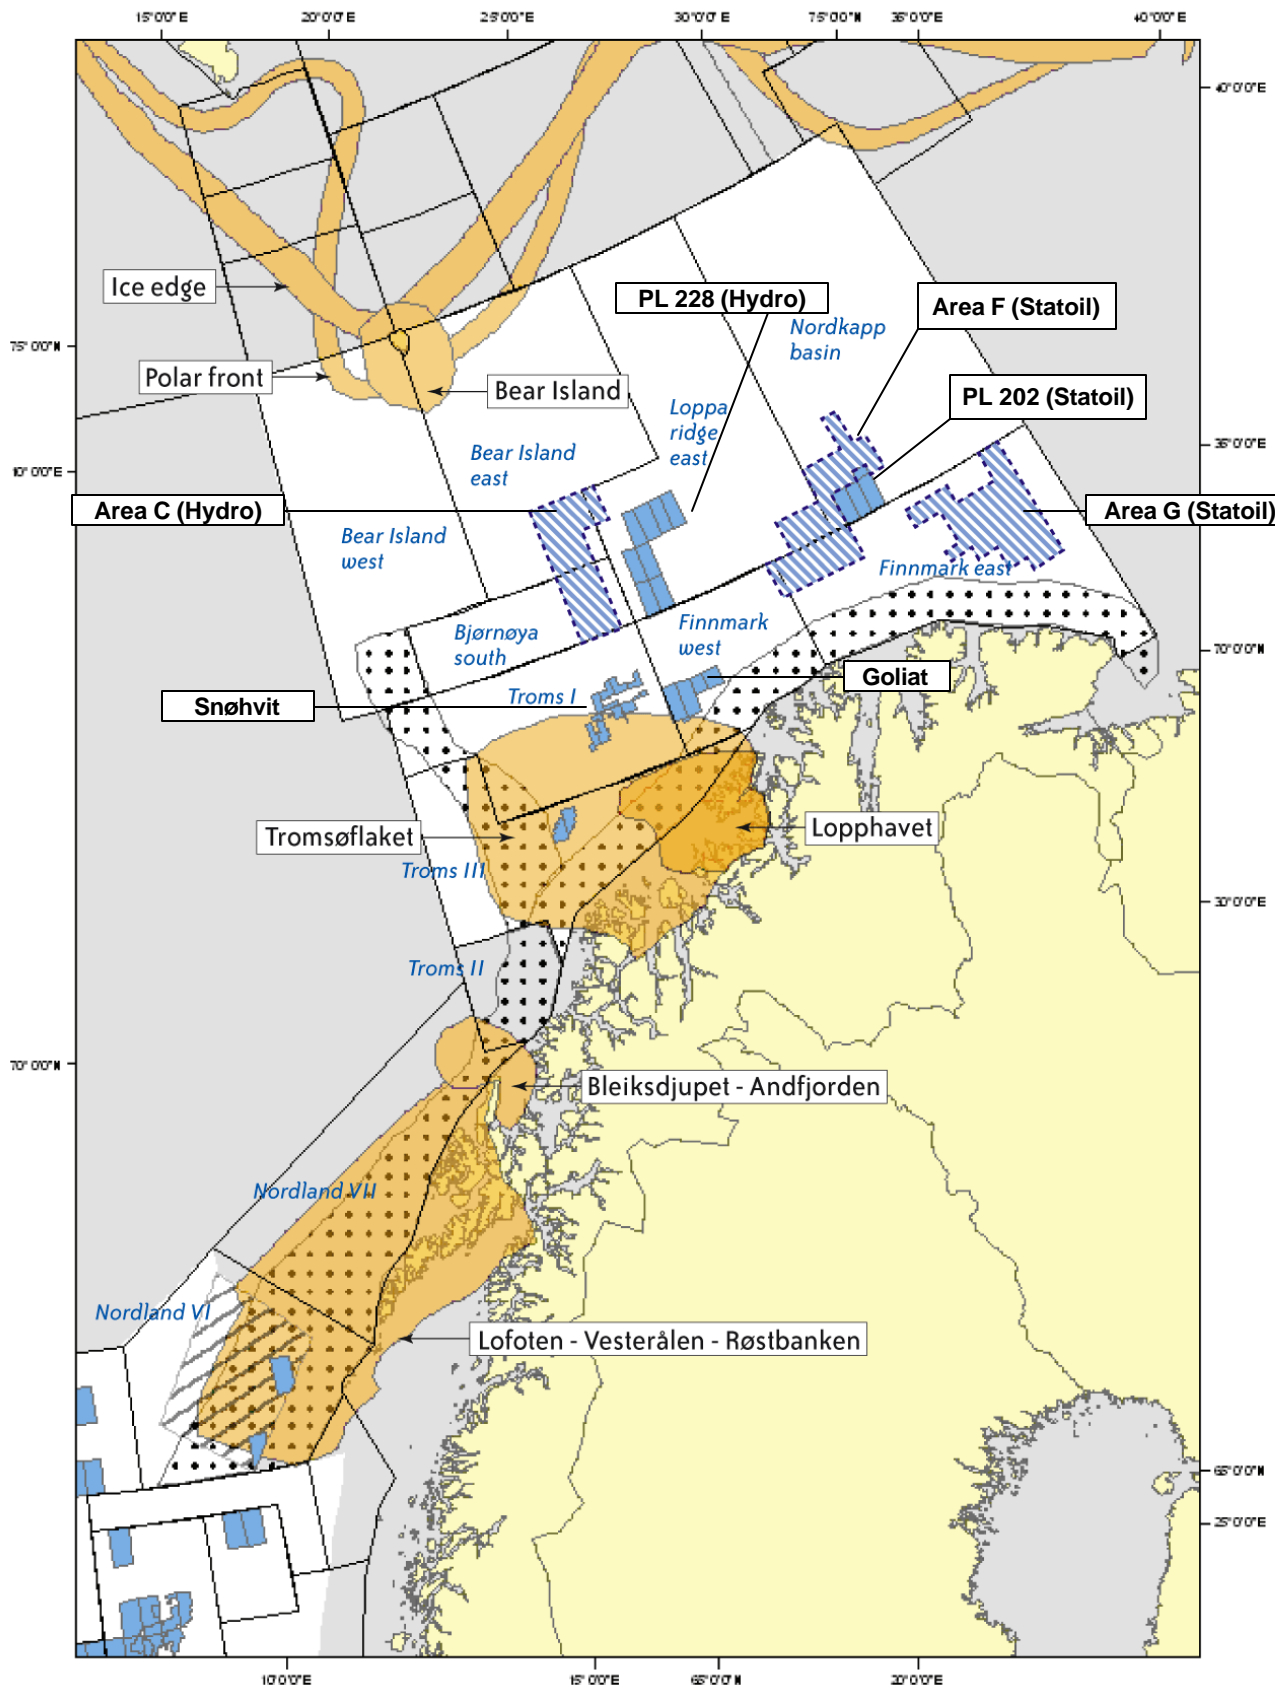 15°0'0"E 20°0'0"E 25°0'0"E 30°0'0"E 75°0'0"N 35°0'0"E 40°0'0"E
40°0'0"E
Ice edge
PL 228 (Hydro)
Area F (Statoil)
Nordkapp
basin
75°0'0"N
Polar front
Bear Island
PL 202 (Statoil)
Loppa
ridge
east
35°0'0"E
Bear Island
east
10°0'0"E
Area C (Hydro)
Area G (Statoil)
Bear Island
west
Finnmark east
Bjørnøya
south
Finnmark
west
70°0'0"N
Goliat
Snøhvit
Troms I
Tromsøflaket
Lopphavet
Troms III
30°0'0"E
Troms II
70°0'0"N
Bleiksdjupet - Andfjorden
Nordland VII
Nordland VI
Lofoten - Vesterålen - Røstbanken
65°0'0"N
25°0'0"E
10°0'0"E 15°0'0"E 65°0'0"N 20°0'0"E